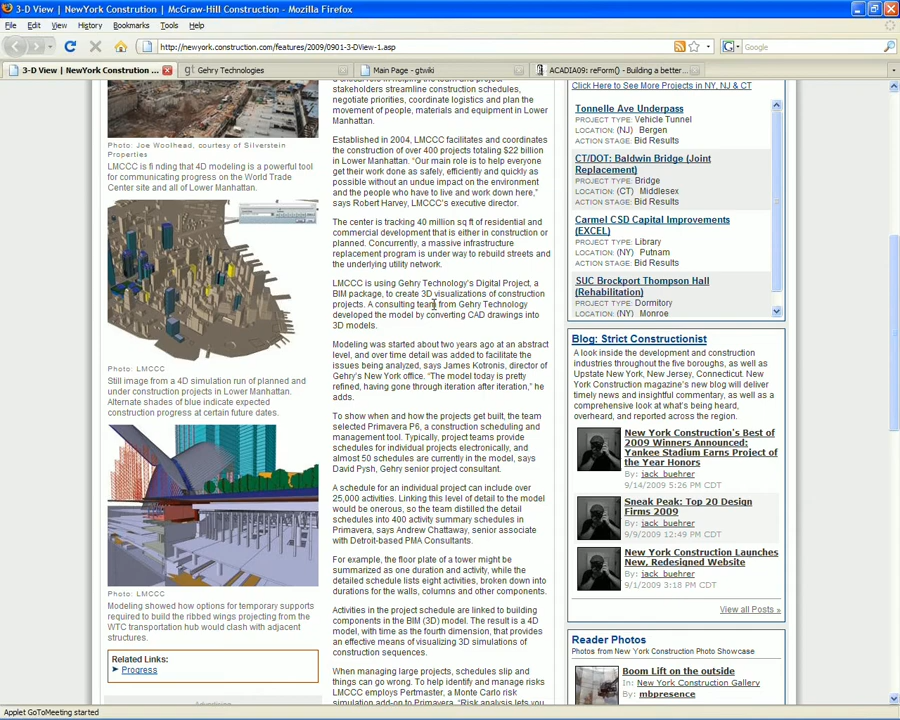 3-D View | NewYork Constrution | McGraw-Hill Construction - Mozilla Firefox
File Edit View History Bookmarks Tools Help
http://newyork.construction.com/features/2009/0901-3-DView-1.asp
Google
3-D View | NewYork Constrution ...
Gehry Technologies
Main Page - gtwiki
ACADIA09: reForm() - Building a better...
Photo: Joe Woolhead, courtesy of Silverstein
Properties
LMCCC is fi nding that 4D modeling is a powerful tool
for communicating progress on the World Trade
Center site and all of Lower Manhattan.
Photo: LMCCC
Still image from a 4D simulation run of planned and
under construction projects in Lower Manhattan.
Alternate shades of blue indicate expected
construction progress at certain future dates.
Photo: LMCCC
Modeling showed how options for temporary supports
required to build the ribbed wings projecting from the
WTC transportation hub would clash with adjacent
structures.
Related Links:
Progress
Advertising
stakeholders streamline construction schedules,
negotiate priorities, coordinate logistics and plan the
movement of people, materials and equipment in Lower
Manhattan.
Established in 2004, LMCCC facilitates and coordinates
the construction of over 400 projects totaling $22 billion
in Lower Manhattan. “Our main role is to help everyone
get their work done as safely, efficiently and quickly as
possible without an undue impact on the environment
and the people who have to live and work down here,”
says Robert Harvey, LMCCC's executive director.
The center is tracking 40 million sq ft of residential and
commercial development that is either in construction or
planned. Concurrently, a massive infrastructure
replacement program is under way to rebuild streets and
the underlying utility network.
LMCCC is using Gehry Technology's Digital Project, a
BIM package, to create 3D visualizations of construction
projects. A consulting team from Gehry Technology
developed the model by converting CAD drawings into
3D models.
Modeling was started about two years ago at an abstract
level, and over time detail was added to facilitate the
issues being analyzed, says James Kotronis, director of
Gehry's New York office. “The model today is pretty
refined, having gone through iteration after iteration,” he
adds.
To show when and how the projects get built, the team
selected Primavera P6, a construction scheduling and
management tool. Typically, project teams provide
schedules for individual projects electronically, and
almost 50 schedules are currently in the model, says
David Pysh, Gehry senior project consultant.
A schedule for an individual project can include over
25,000 activities. Linking this level of detail to the model
would be onerous, so the team distilled the detail
schedules into 400 activity summary schedules in
Primavera, says Andrew Chattaway, senior associate
with Detroit-based PMA Consultants.
For example, the floor plate of a tower might be
summarized as one duration and activity, while the
detailed schedule lists eight activities, broken down into
durations for the walls, columns and other components.
Activities in the project schedule are linked to building
components in the BIM (3D) model. The result is a 4D
model, with time as the fourth dimension, that provides
an effective means of visualizing 3D simulations of
construction sequences.
When managing large projects, schedules slip and
things can go wrong. To help identify and manage risks
LMCCC employs Pertmaster, a Monte Carlo risk
simulation add-on to Primavera. “Risk analysis lets you
Click Here to See More Projects in NY, NJ & CT
Tonnelle Ave Underpass
PROJECT TYPE: Vehicle Tunnel
LOCATION: (NJ) Bergen
ACTION STAGE: Bid Results
CT/DOT: Baldwin Bridge (Joint
Replacement)
PROJECT TYPE: Bridge
LOCATION: (CT) Middlesex
ACTION STAGE: Bid Results
Carmel CSD Capital Improvements
(EXCEL)
PROJECT TYPE: Library
LOCATION: (NY) Putnam
ACTION STAGE: Bid Results
SUC Brockport Thompson Hall
(Rehabilitation)
PROJECT TYPE: Dormitory
LOCATION: (NY) Monroe
Blog: Strict Constructionist
A look inside the development and construction
industries throughout the five boroughs, as well as
Upstate New York, New Jersey, Connecticut. New
York Construction magazine's new blog will deliver
timely news and insightful commentary, as well as a
comprehensive look at what's being heard,
overheard, and reported across the region.
New York Construction's Best of
2009 Winners Announced:
Yankee Stadium Earns Project of
the Year Honors
By: jack_buehrer
9/14/2009 5:26 PM CDT
Sneak Peak: Top 20 Design
Firms 2009
By: jack_buehrer
9/9/2009 12:49 PM CDT
New York Construction Launches
New, Redesigned Website
By: jack_buehrer
9/1/2009 3:18 PM CDT
View all Posts »
Reader Photos
Photos from New York Construction Photo Showcase
Boom Lift on the outside
In: New York Construction Gallery
By: mbpresence
Applet GoToMeeting started